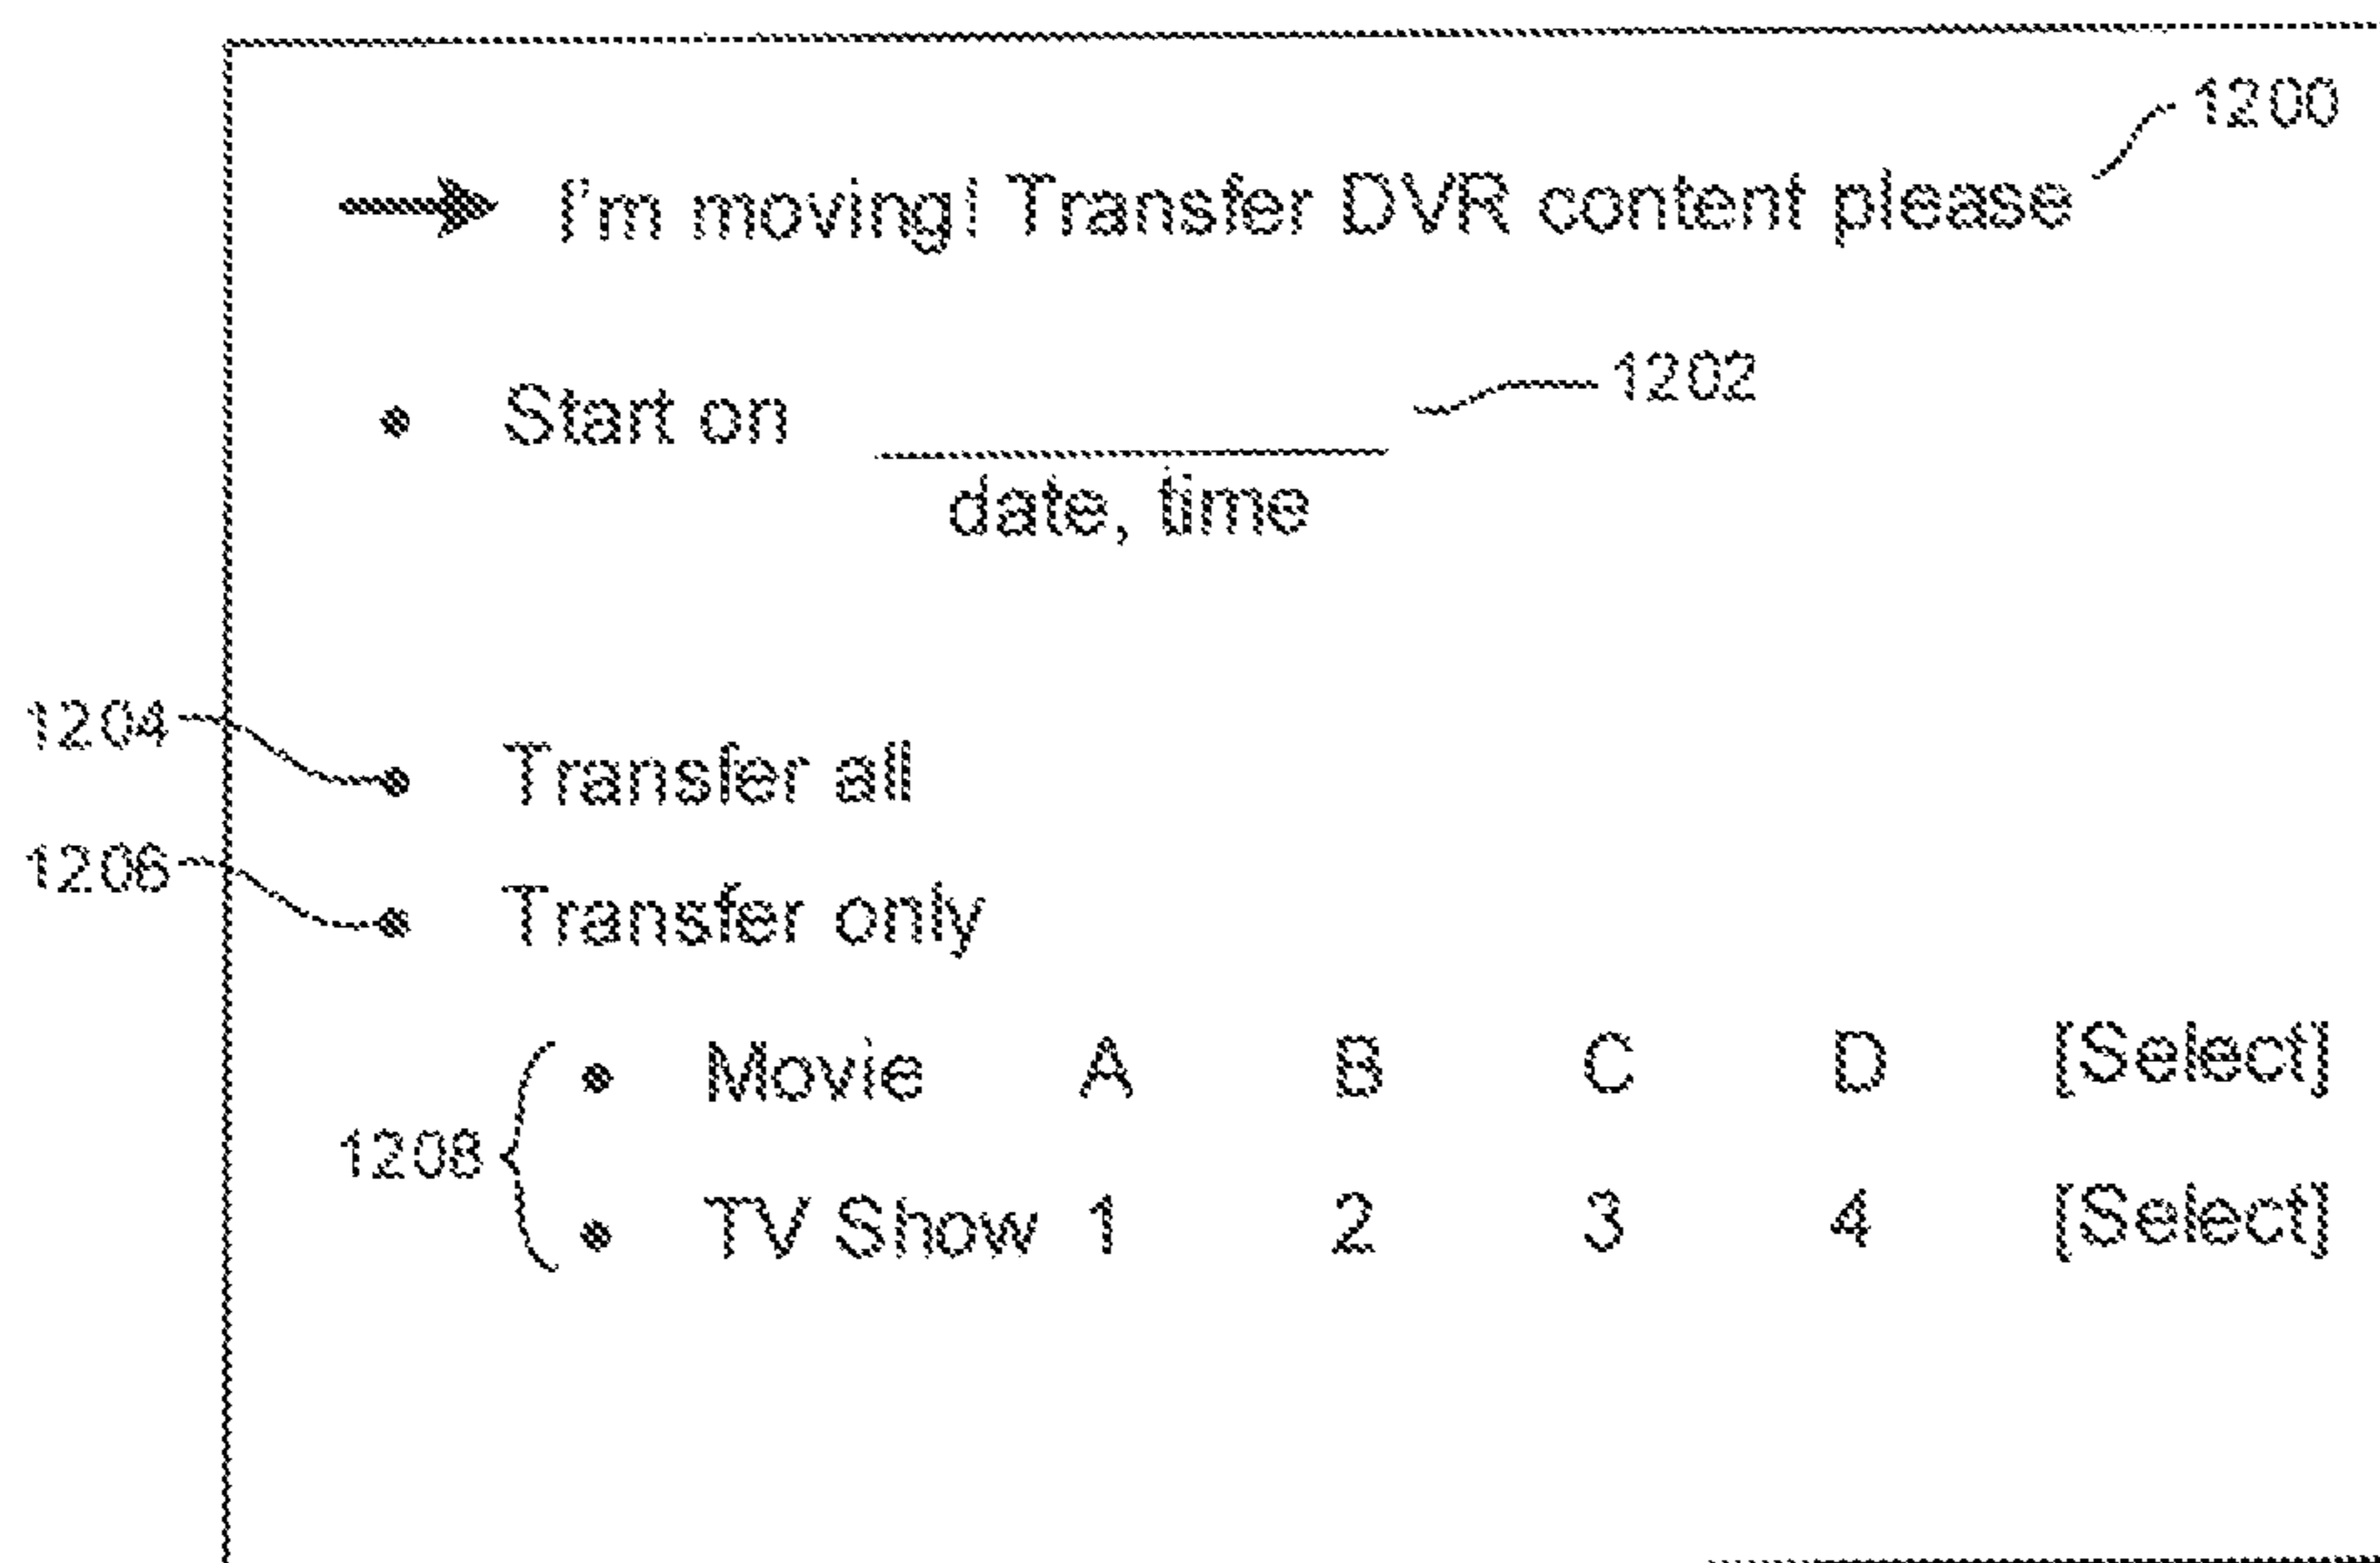 1200
I'm moving! Transfer DVR content please
• Start on ________ 1202
date, time
1204
• Transfer all
1206
• Transfer only
• Movie A B C D [Select]
1208
• TV Show 1 2 3 4 [Select]